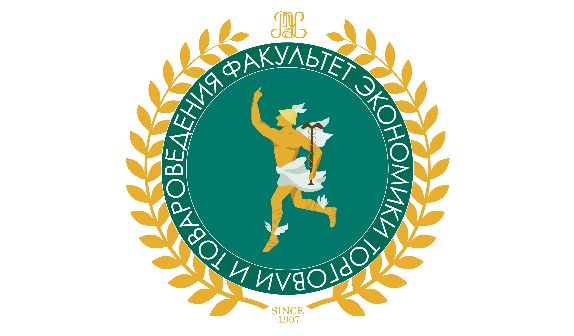 ФАКУЛЬТЕТ ЭКОНОМИКИ ТОРГОВЛИ И ТОВАРОВЕДЕНИЯ
SINCE
1907